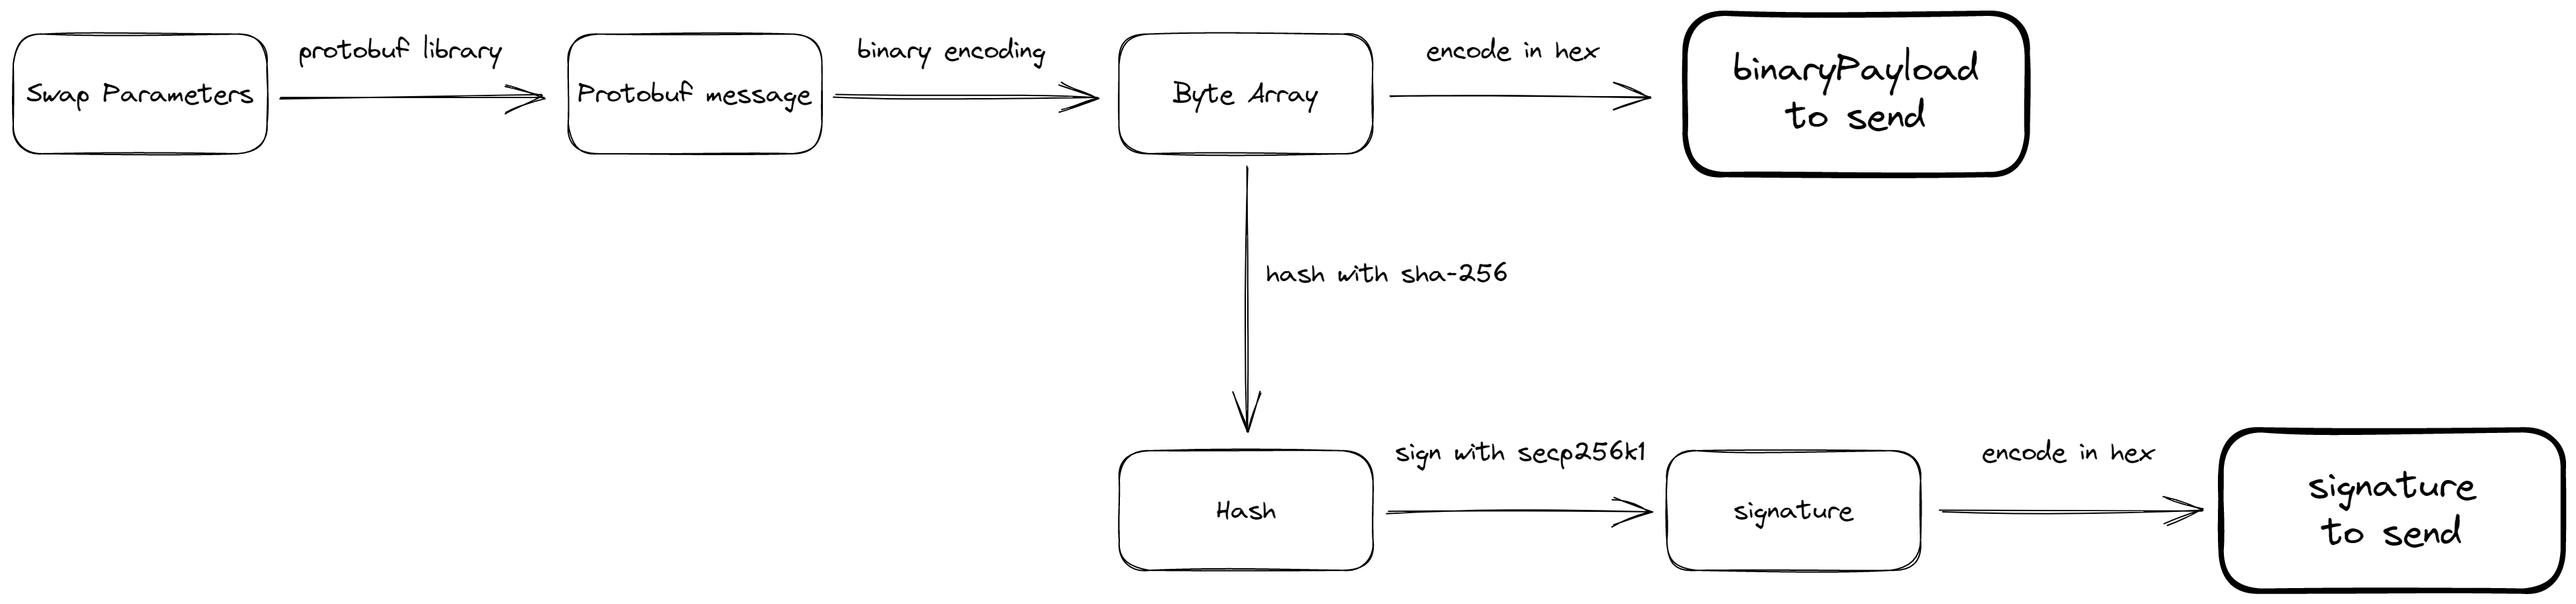 protobuf library
binary encoding
encode in hex
Swap Parameters
Protobuf message
Byte Array
binaryPayload
to send
hash with sha-256
sign with secp256k1
encode in hex
Hash
signature
signature
to send